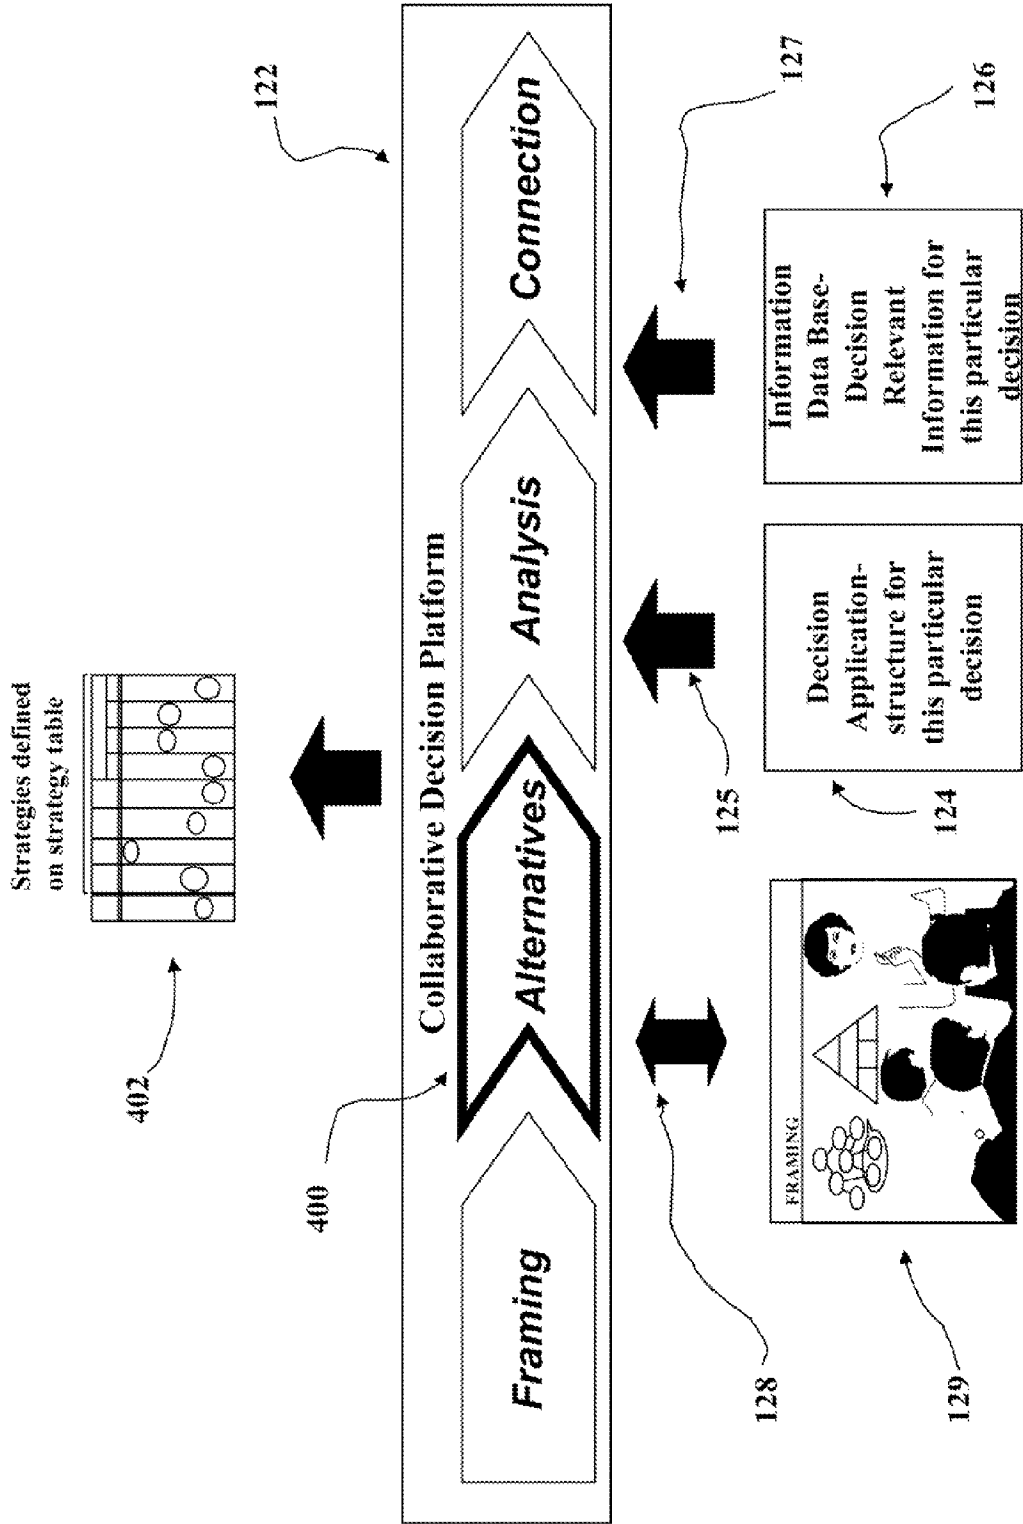 Strategies defined
on strategy table
402
122
400
Collaborative Decision Platform
Framing
Alternatives
Analysis
Connection
128
125
127
129
FRAMING
124
Decision
Application-
structure for
this particular
decision
126
Information
Data Base-
Decision
Relevant
Information for
this particular
decision